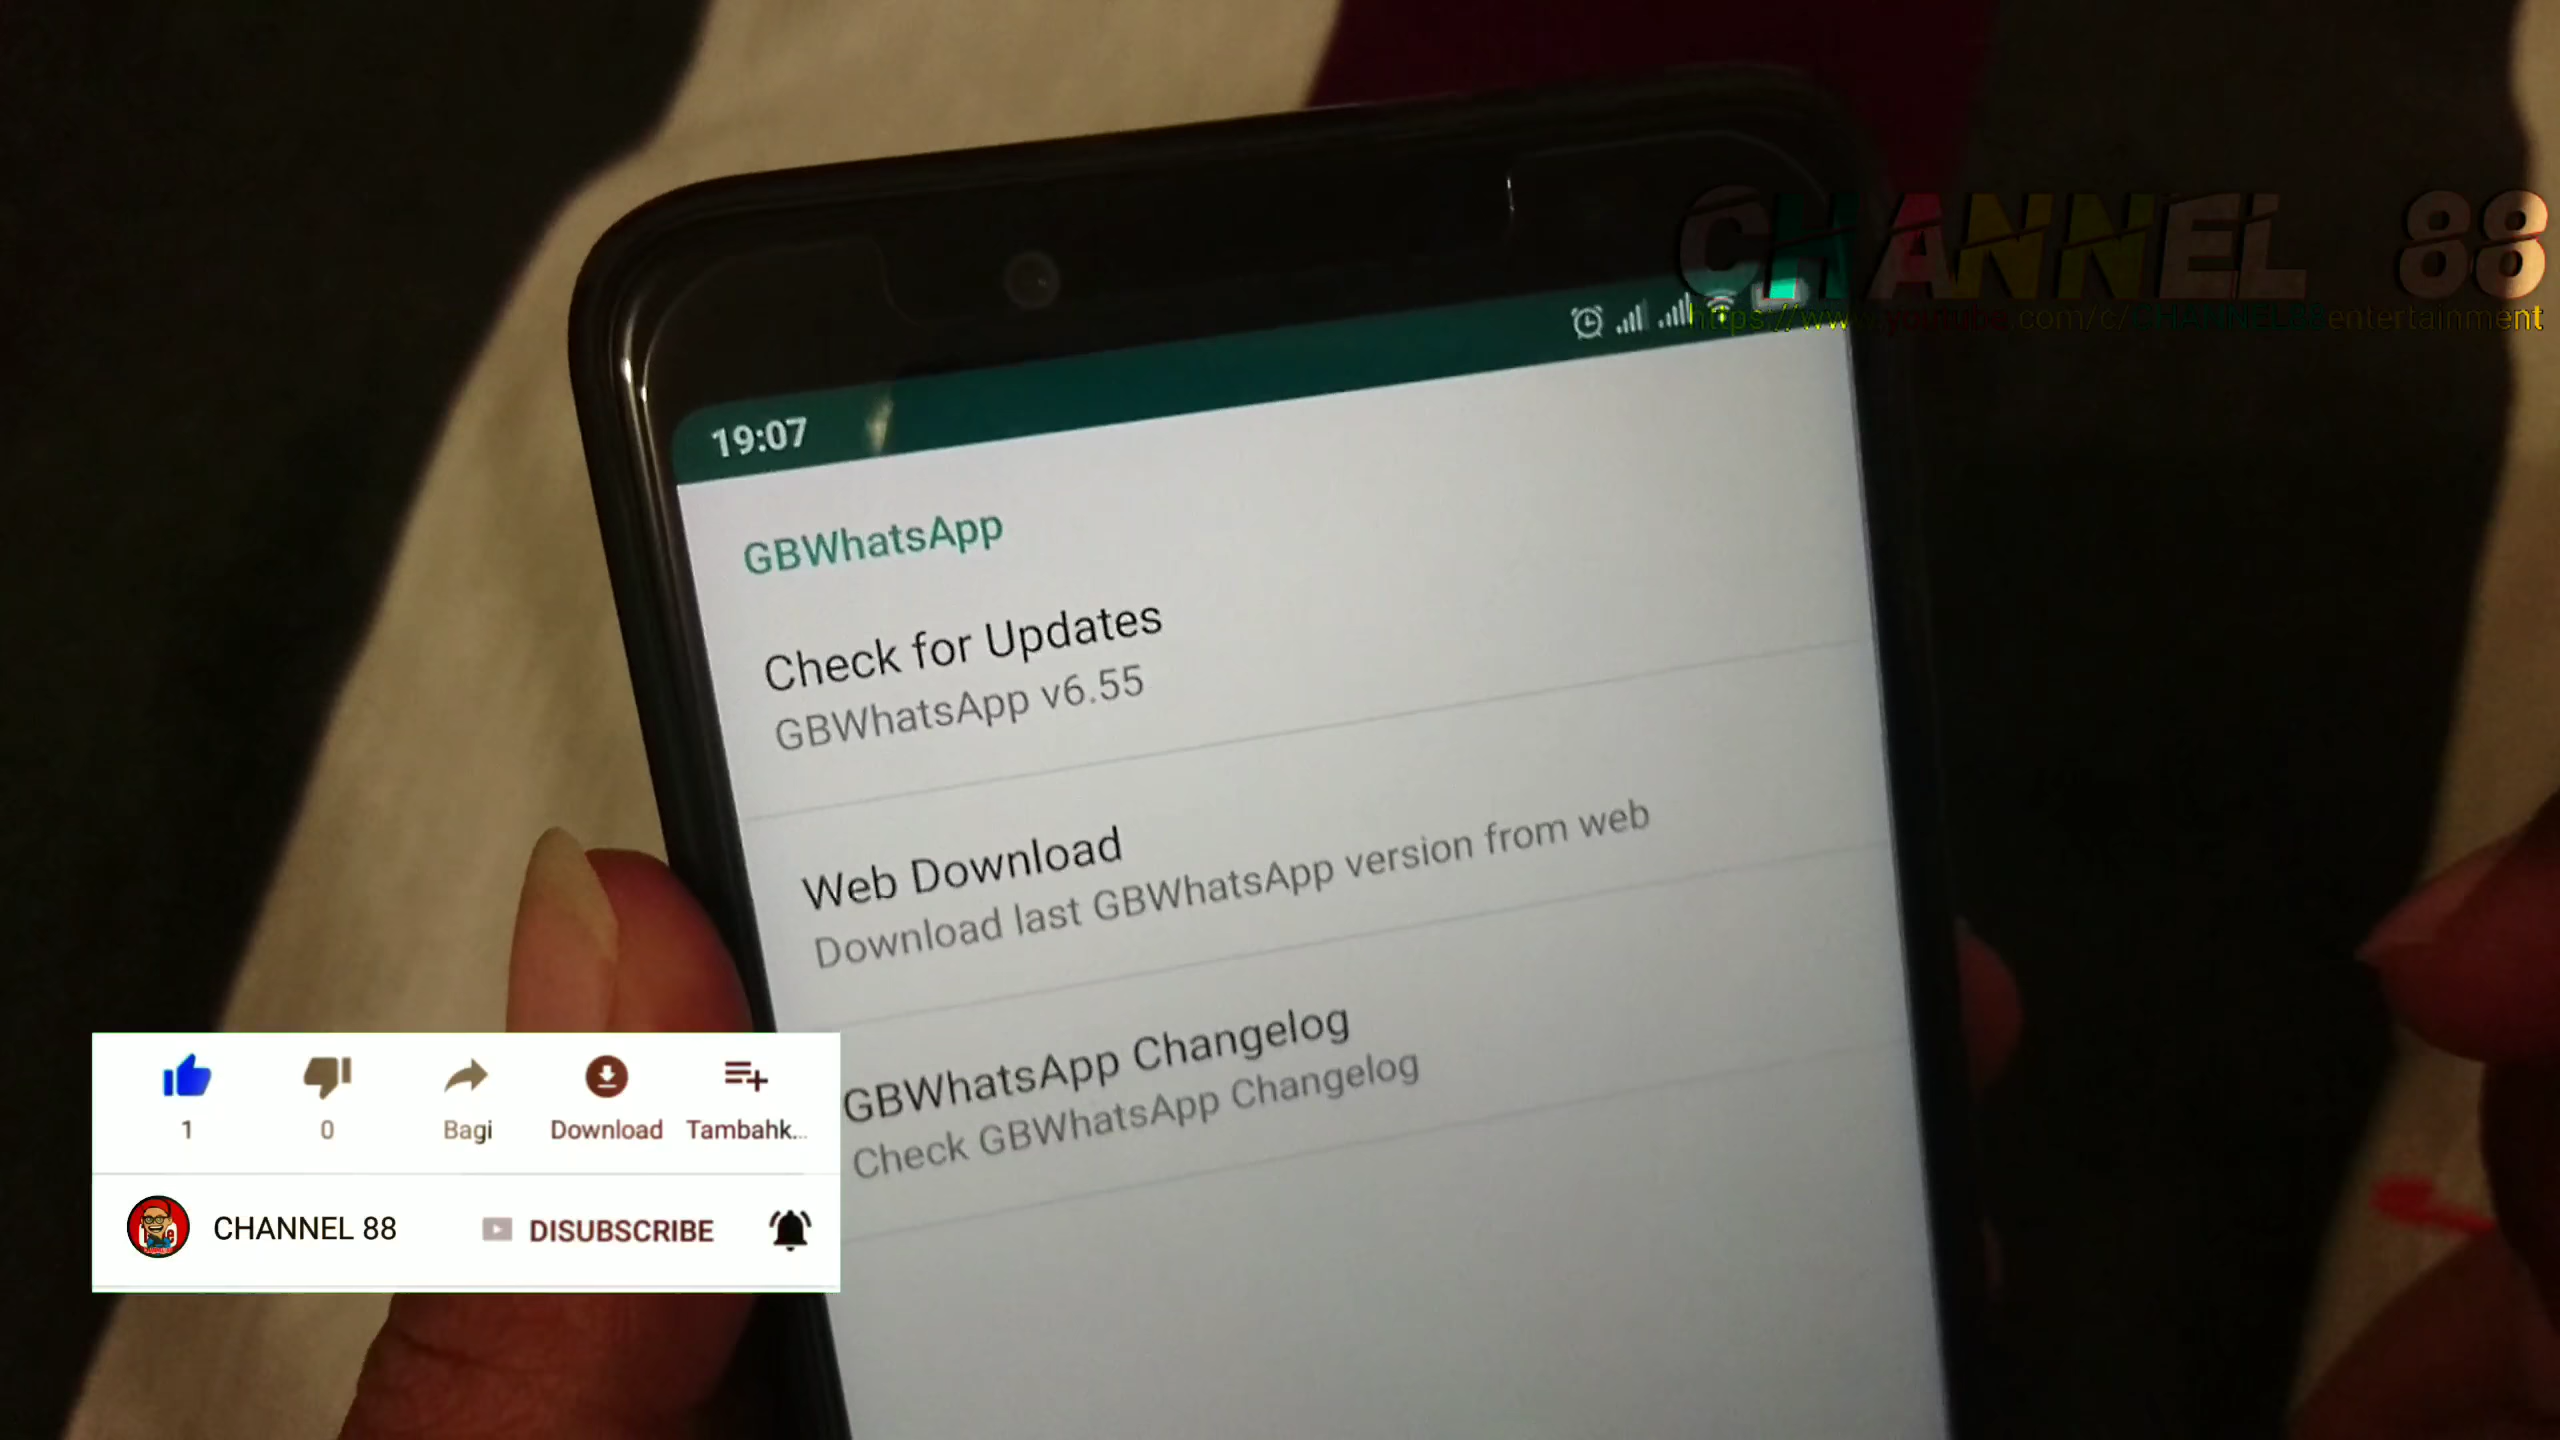 CHANNEL 88
https://www.youtube.com/c/CHANNEL88entertainment
19:07
GBWhatsApp
Check for Updates
GBWhatsApp v6.55
Web Download
Download last GBWhatsApp version from web
GBWhatsApp Changelog
Check GBWhatsApp Changelog
1
0
Bagi
Download
Tambahk...
CHANNEL 88
DISUBSCRIBE